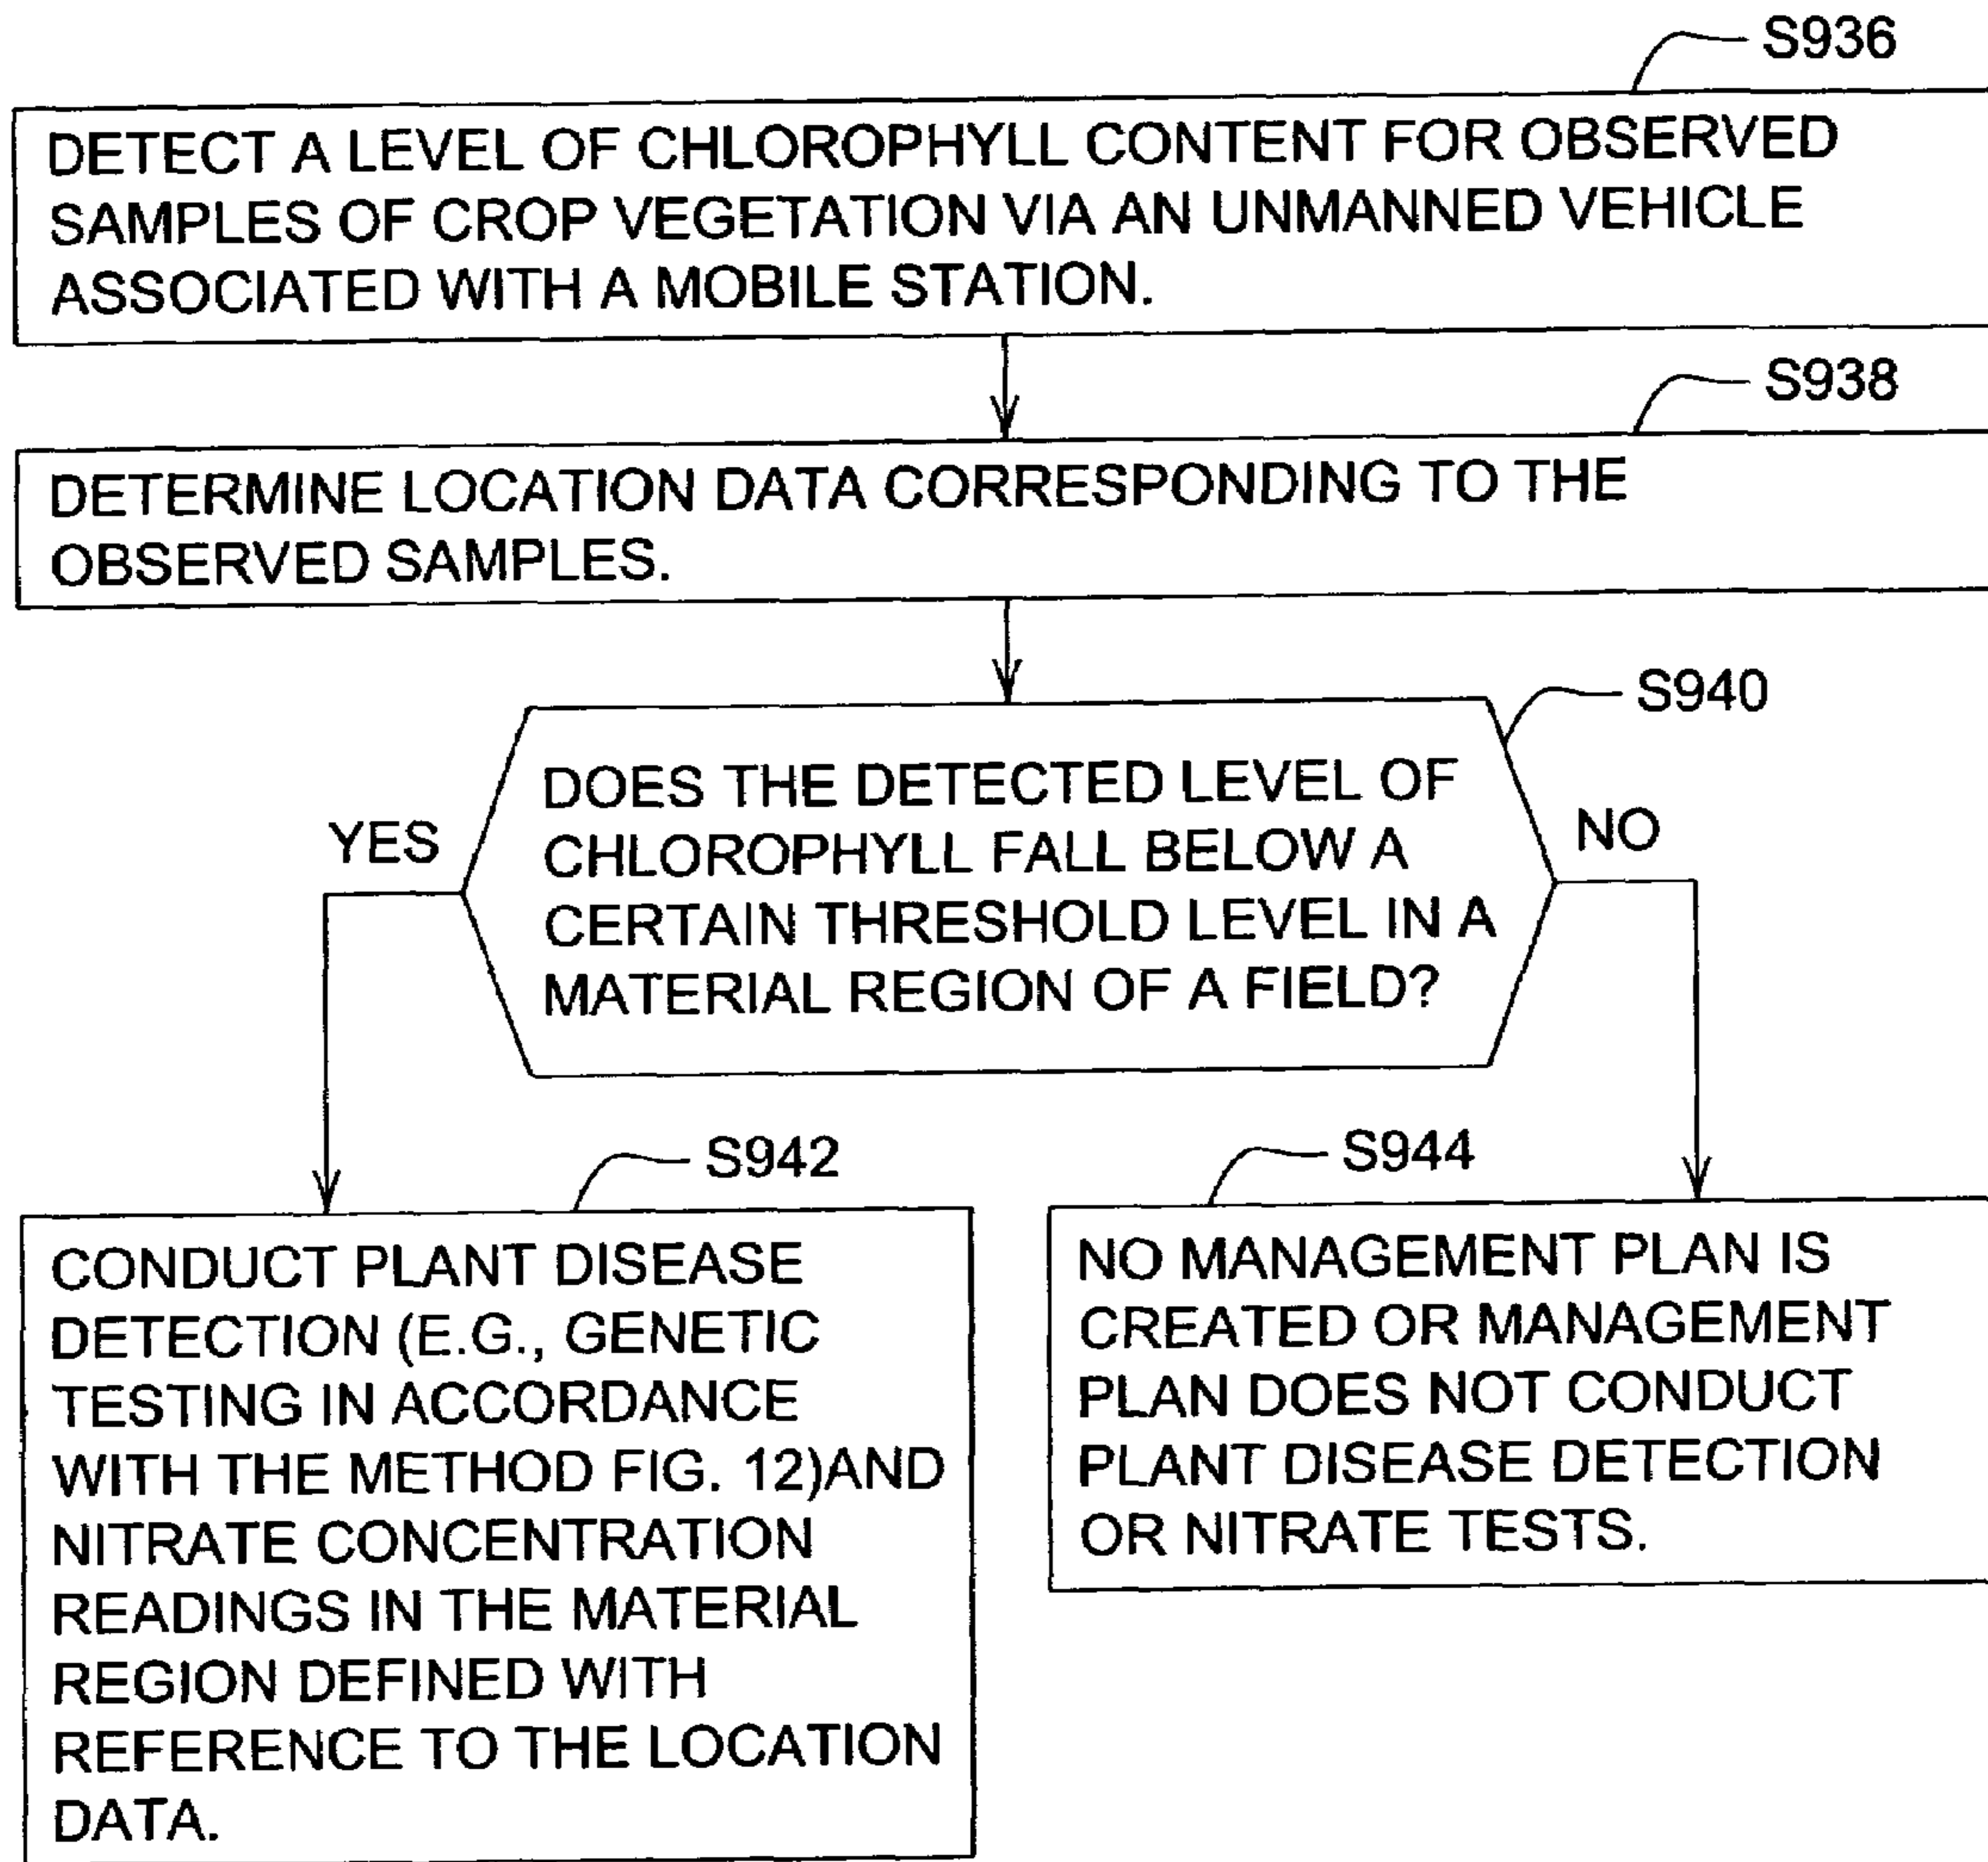 S936
DETECT A LEVEL OF CHLOROPHYLL CONTENT FOR OBSERVED
SAMPLES OF CROP VEGETATION VIA AN UNMANNED VEHICLE
ASSOCIATED WITH A MOBILE STATION.
S938
DETERMINE LOCATION DATA CORRESPONDING TO THE
OBSERVED SAMPLES.
S940
DOES THE DETECTED LEVEL OF
CHLOROPHYLL FALL BELOW A
CERTAIN THRESHOLD LEVEL IN A
MATERIAL REGION OF A FIELD?
YES
NO
S942
CONDUCT PLANT DISEASE
DETECTION (E.G., GENETIC
TESTING IN ACCORDANCE
WITH THE METHOD FIG. 12)AND
NITRATE CONCENTRATION
READINGS IN THE MATERIAL
REGION DEFINED WITH
REFERENCE TO THE LOCATION
DATA.
S944
NO MANAGEMENT PLAN IS
CREATED OR MANAGEMENT
PLAN DOES NOT CONDUCT
PLANT DISEASE DETECTION
OR NITRATE TESTS.